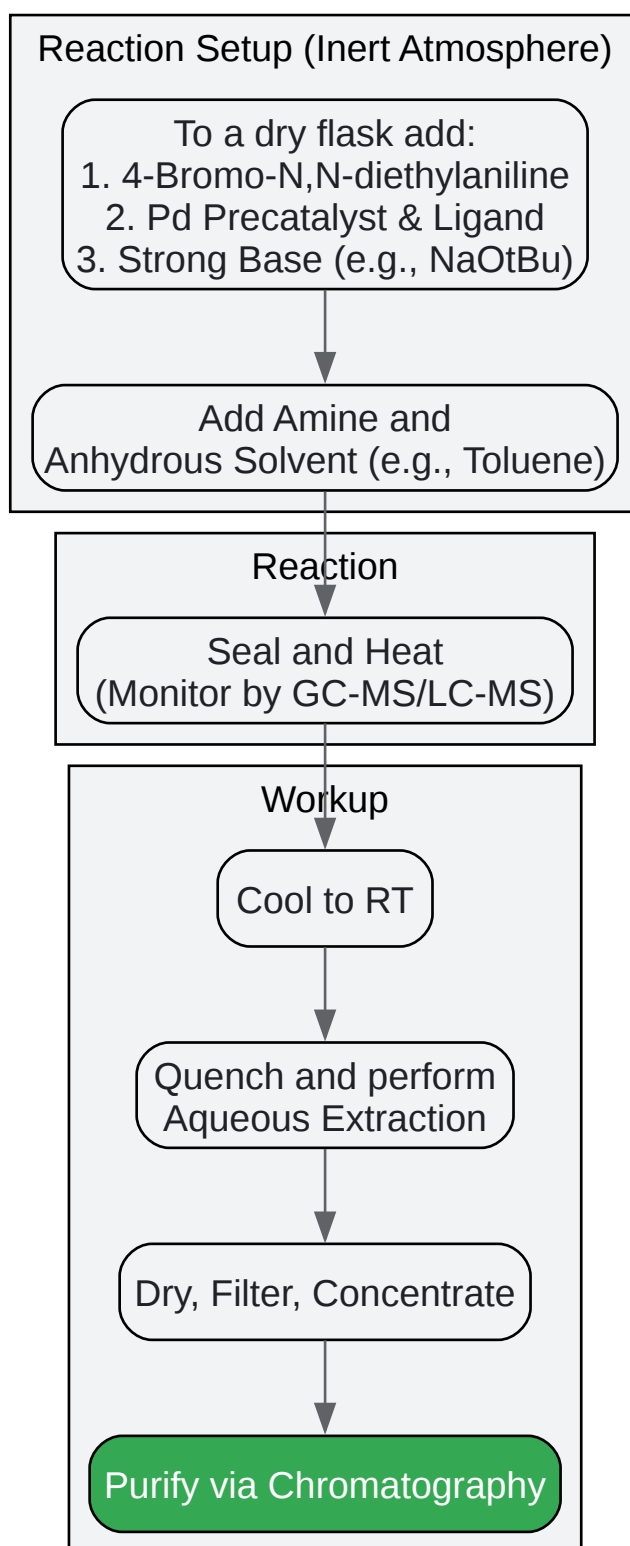 Reaction Setup (Inert Atmosphere)
To a dry flask add:
1. 4-Bromo-N,N-diethylaniline
2. Pd Precatalyst & Ligand
3. Strong Base (e.g., NaOtBu)
Add Amine and
Anhydrous Solvent (e.g., Toluene)
Reaction
Seal and Heat
(Monitor by GC-MS/LC-MS)
Workup
Cool to RT
Quench and perform
Aqueous Extraction
Dry, Filter, Concentrate
Purify via Chromatography